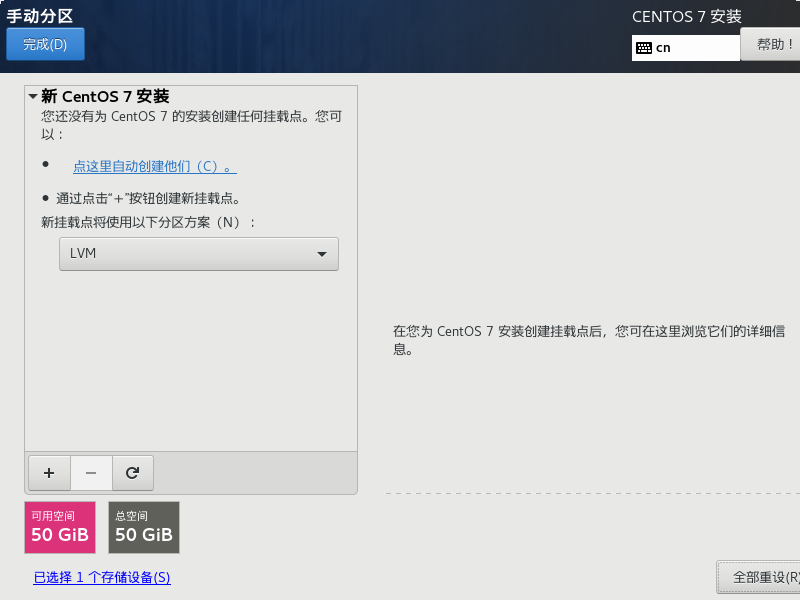 手动分区
CENTOS 7 安装
完成(D)
cn
帮助！
新 CentOS 7 安装
您还没有为 CentOS 7 的安装创建任何挂载点。您可
以：
点这里自动创建他们（C）。
通过点击“+”按钮创建新挂载点。
新挂载点将使用以下分区方案（N）：
LVM
在您为 CentOS 7 安装创建挂载点后，您可在这里浏览它们的详细信
息。
+
−
可用空间
50 GiB
总空间
50 GiB
已选择 1 个存储设备(S)
全部重设(R)